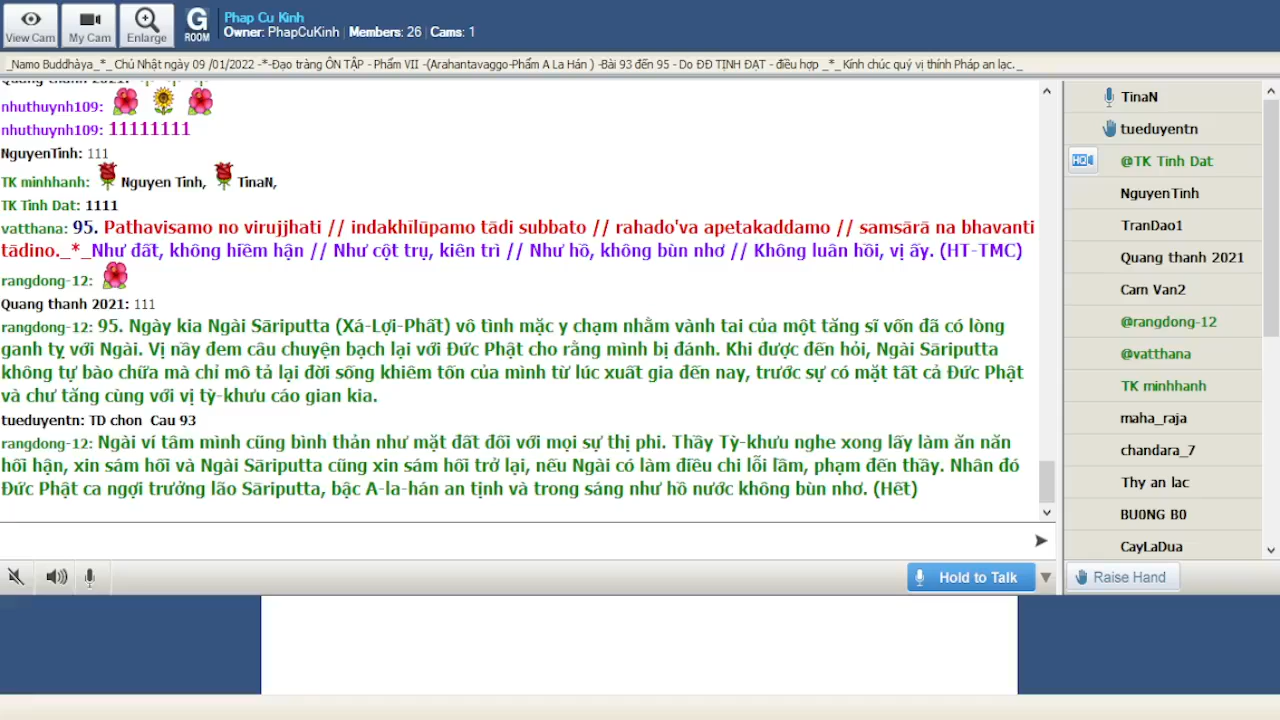 View Cam
My Cam
Enlarge
G
ROOM
Phap Cu Kinh
Owner: PhapCuKinh | Members: 26 | Cams: 1
_Namo Buddhàya_*_ Chủ Nhật ngày 09 /01/2022 -*-Đạo tràng ÔN TẬP - Phẩm VII -(Arahantavaggo-Phẩm A La Hán ) -Bài 93 đến 95 - Do ĐĐ TỊNH ĐẠT - điều hợp _*_ Kính chúc quý vị thính Pháp an lạc._
Quang thanh 2021:
nhuthuynh109:
nhuthuynh109: 11111111
NguyenTinh: 111
TK minhhanh: Nguyen Tinh, TinaN,
TK Tinh Dat: 1111
vatthana: 95. Pathavisamo no virujjhati // indakhīlūpamo tādi subbato // rahado'va apetakaddamo // samsārā na bhavanti
tādino._*_Như đất, không hiềm hận // Như cột trụ, kiên trì // Như hồ, không bùn nhơ // Không luân hồi, vị ấy. (HT-TMC)
rangdong-12:
Quang thanh 2021: 111
rangdong-12: 95. Ngày kia Ngài Sāriputta (Xá-Lợi-Phất) vô tình mặc y chạm nhằm vành tai của một tăng sĩ vốn đã có lòng
ganh tỵ với Ngài. Vị nầy đem câu chuyện bạch lại với Đức Phật cho rằng mình bị đánh. Khi được đến hỏi, Ngài Sāriputta
không tự bào chữa mà chỉ mô tả lại đời sống khiêm tốn của mình từ lúc xuất gia đến nay, trước sự có mặt tất cả Đức Phật
và chư tăng cùng với vị tỳ-khưu cáo gian kia.
tueduyentn: TD chon Cau 93
rangdong-12: Ngài ví tâm mình cũng bình thản như mặt đất đối với mọi sự thị phi. Thầy Tỳ-khưu nghe xong lấy làm ăn năn
hối hận, xin sám hối và Ngài Sāriputta cũng xin sám hối trở lại, nếu Ngài có làm điều chi lỗi lầm, phạm đến thầy. Nhân đó
Đức Phật ca ngợi trưởng lão Sāriputta, bậc A-la-hán an tịnh và trong sáng như hồ nước không bùn nhơ. (Hết)
Hold to Talk
TinaN
tueduyentn
HQ
@TK Tinh Dat
NguyenTinh
TranDao1
Quang thanh 2021
Cam Van2
@rangdong-12
@vatthana
TK minhhanh
maha_raja
chandara_7
Thy an lac
BU0NG B0
CayLaDua
Raise Hand